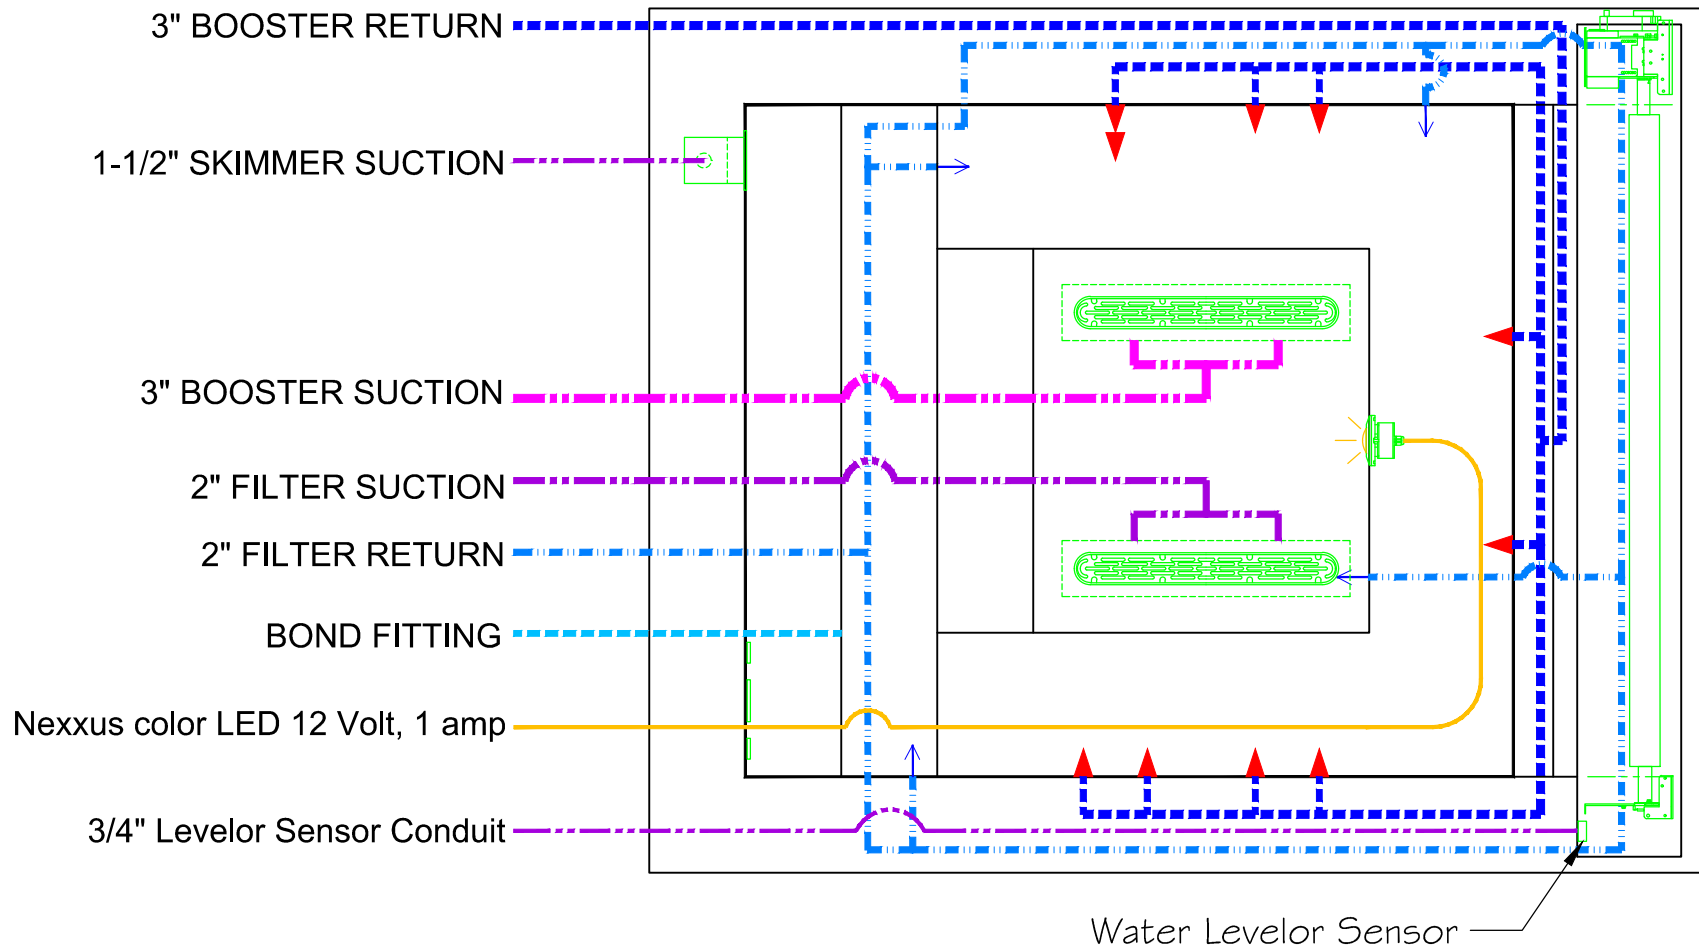 3" BOOSTER RETURN
1-1/2" SKIMMER SUCTION
3" BOOSTER SUCTION
2" FILTER SUCTION
2" FILTER RETURN
BOND FITTING
Nexxus color LED 12 Volt, 1 amp
3/4" Levelor Sensor Conduit
Water Levelor Sensor